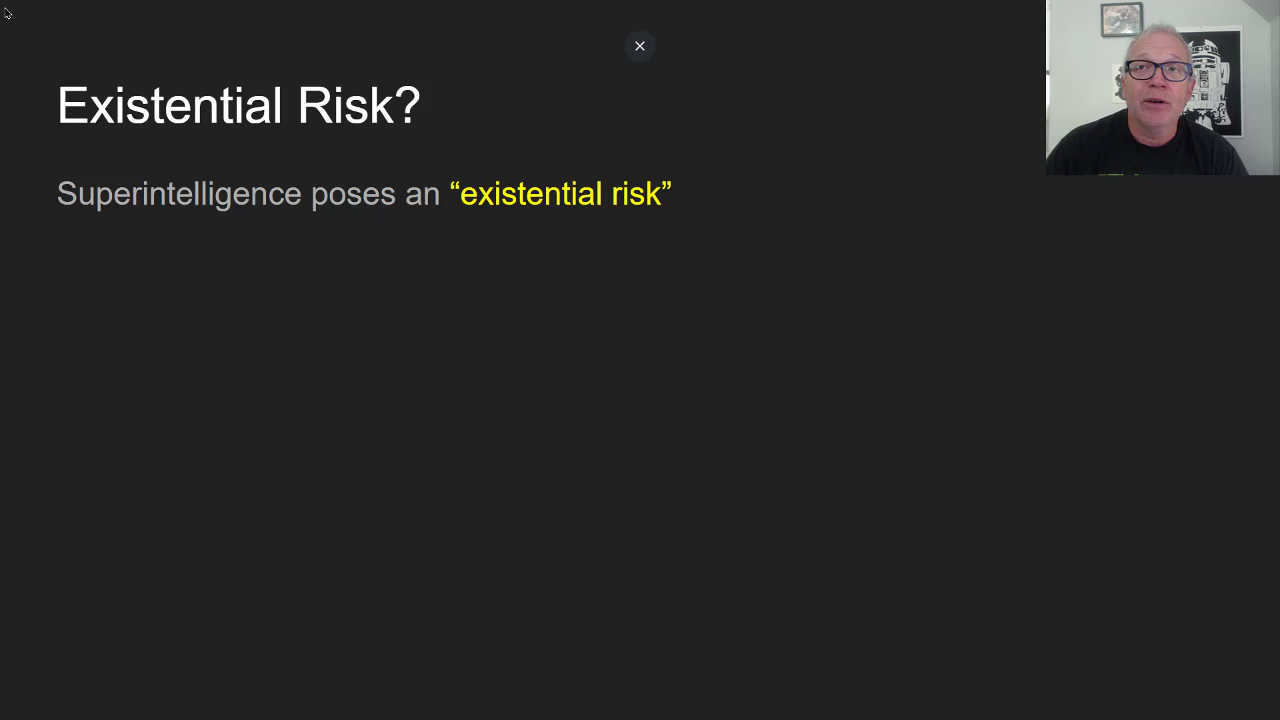 Existential Risk?
Superintelligence poses an “existential risk”